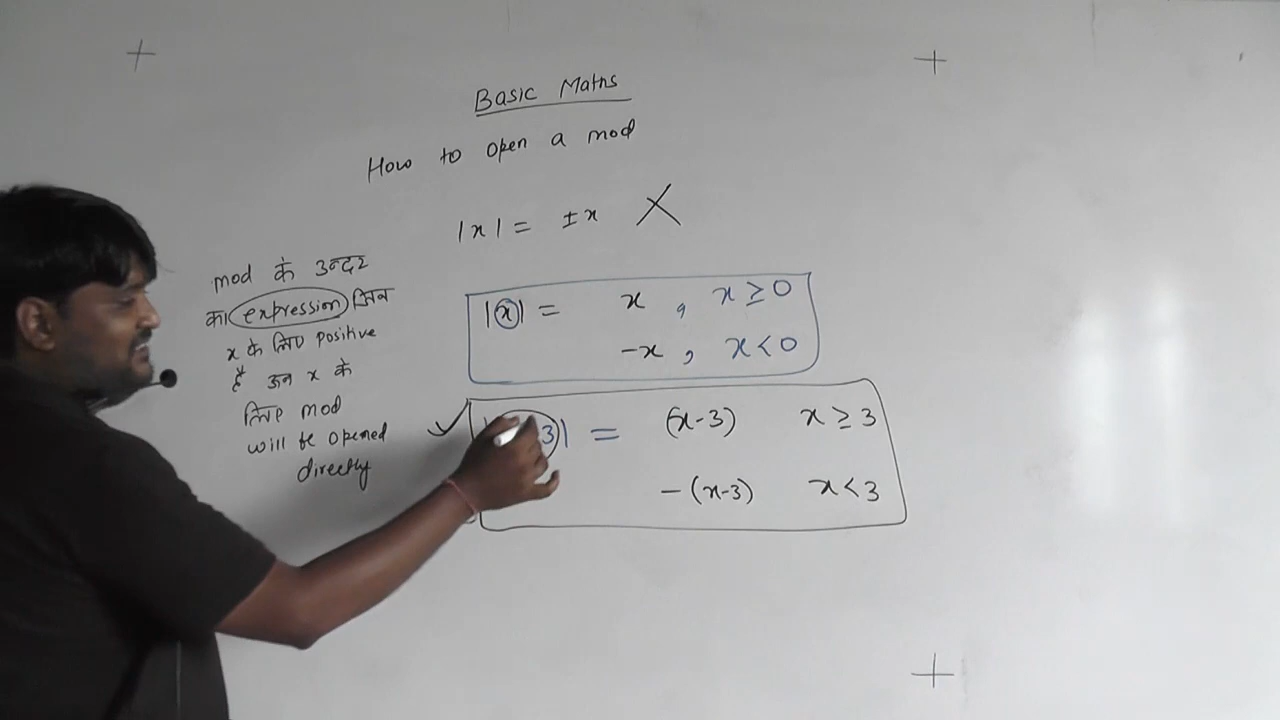 Basic Maths
How to open a mod
|x| = ±x ✗
mod के अन्दर
का expression जिन
x के लिए positive
है उन x के
लिए mod
will be opened
directly
|x| = x , x ≥ 0
-x , x < 0
✓ 3| = (x-3) x ≥ 3
-(x-3) x < 3